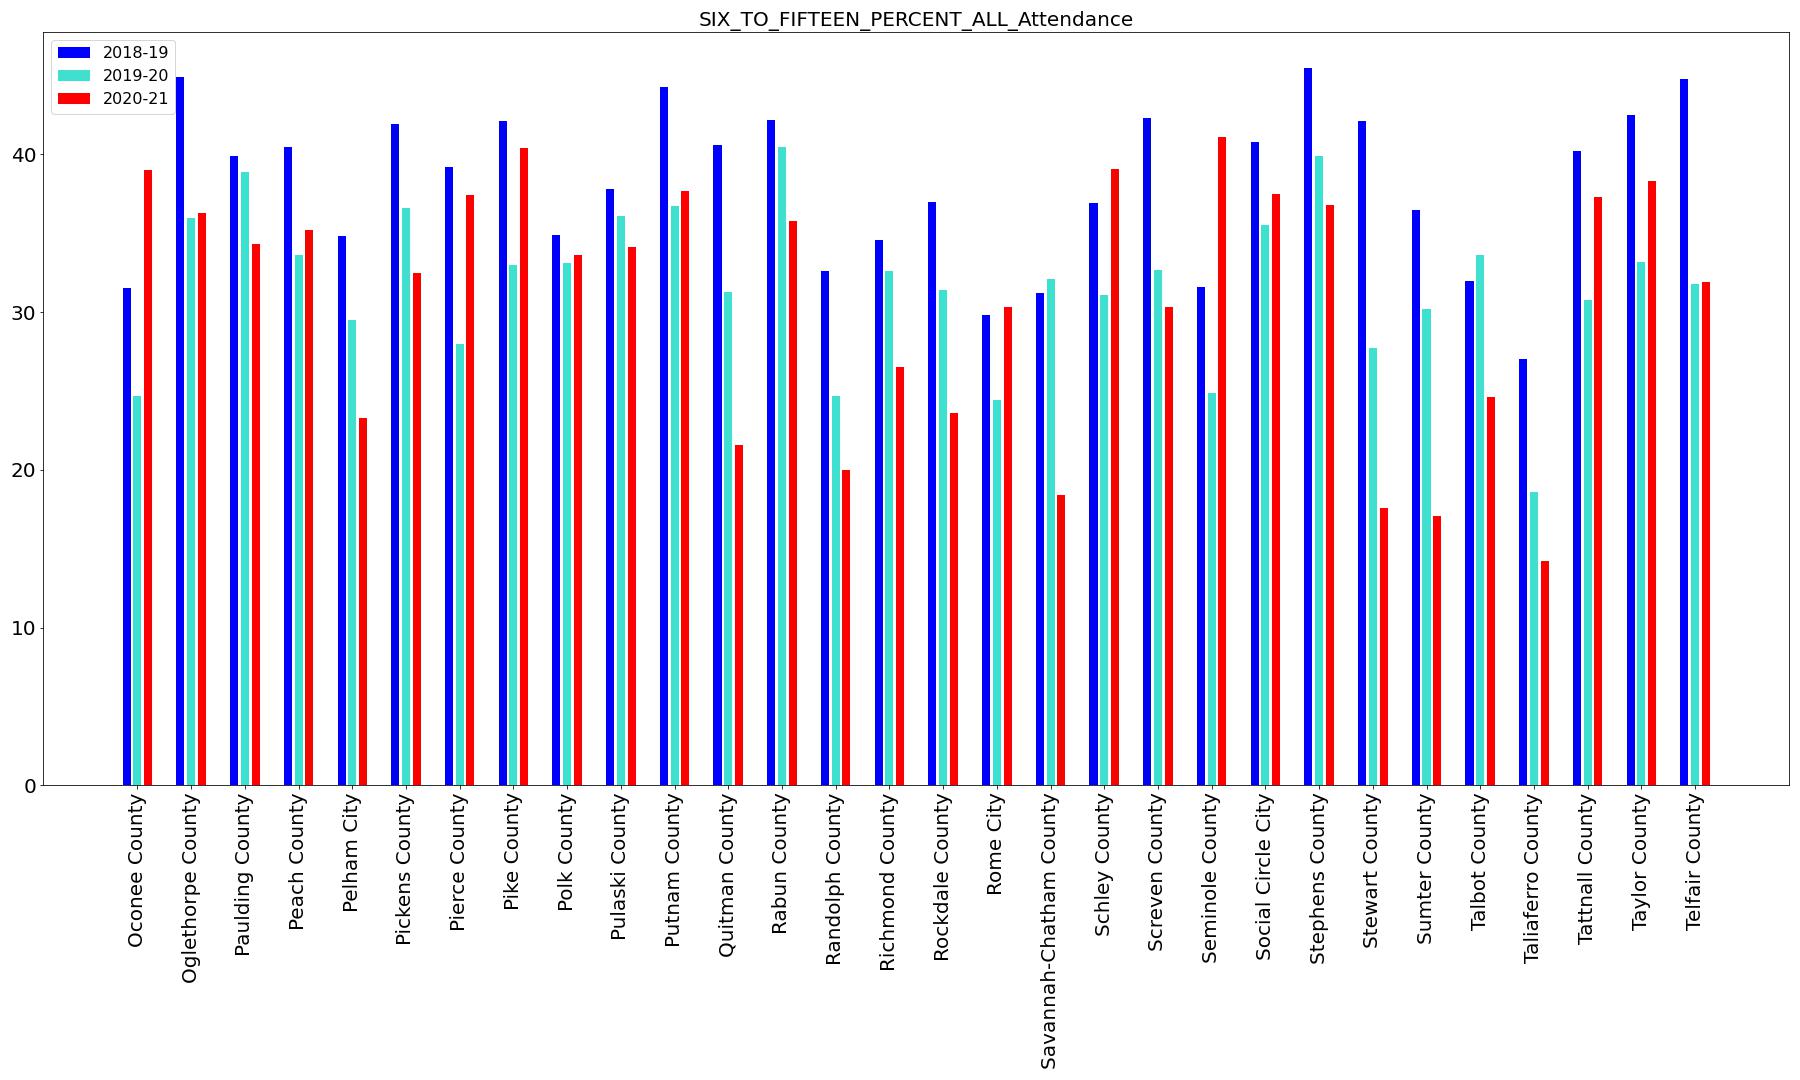 SIX_TO_FIFTEEN_PERCENT_ALL_Attendance
2018-19
2019-20
2020-21
40
30
20
10
0
Oconee County
Oglethorpe County
Paulding County
Peach County
Pelham City
Pickens County
Pierce County
Pike County
Polk County
Pulaski County
Putnam County
Quitman County
Rabun County
Randolph County
Richmond County
Rockdale County
Rome City
Savannah-Chatham County
Schley County
Screven County
Seminole County
Social Circle City
Stephens County
Stewart County
Sumter County
Talbot County
Taliaferro County
Tattnall County
Taylor County
Telfair County